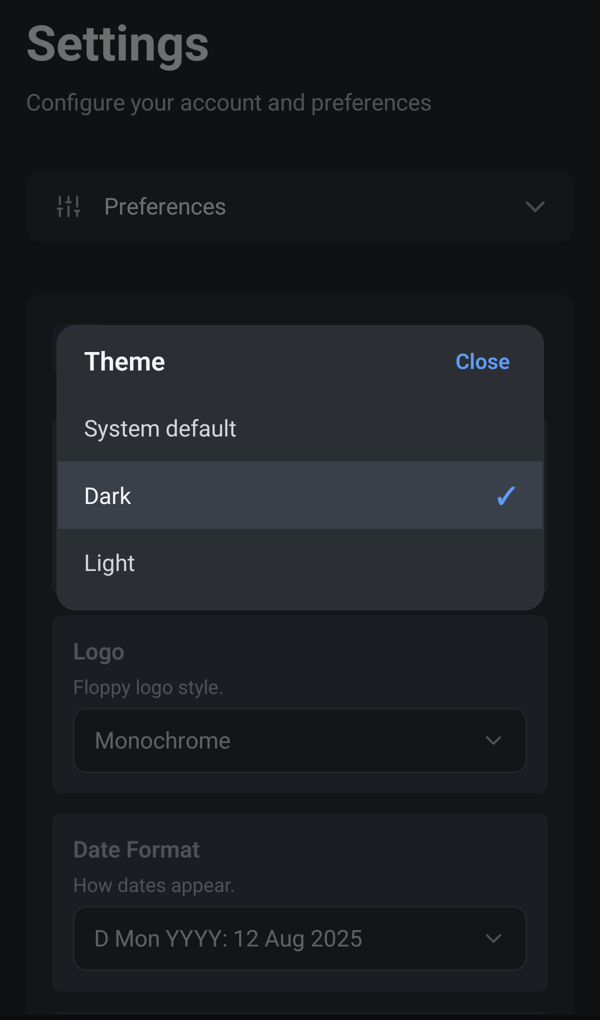 Settings
Configure your account and preferences
Preferences
Theme
Close
System default
Dark
Light
Logo
Floppy logo style.
Monochrome
Date Format
How dates appear.
D Mon YYYY: 12 Aug 2025